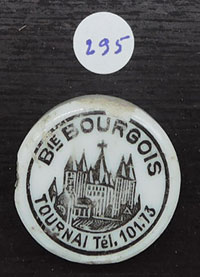 295
Bie BOURGOIS
TOURNAI Tél. 101.73